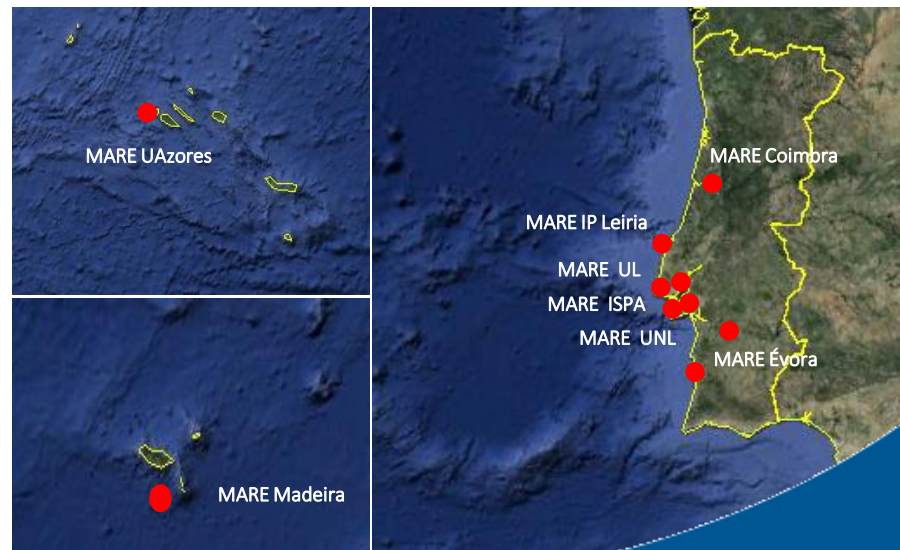 MARE UAzores
MARE Madeira
MARE Coimbra
MARE IP Leiria
MARE UL
MARE ISPA
MARE UNL
MARE Évora